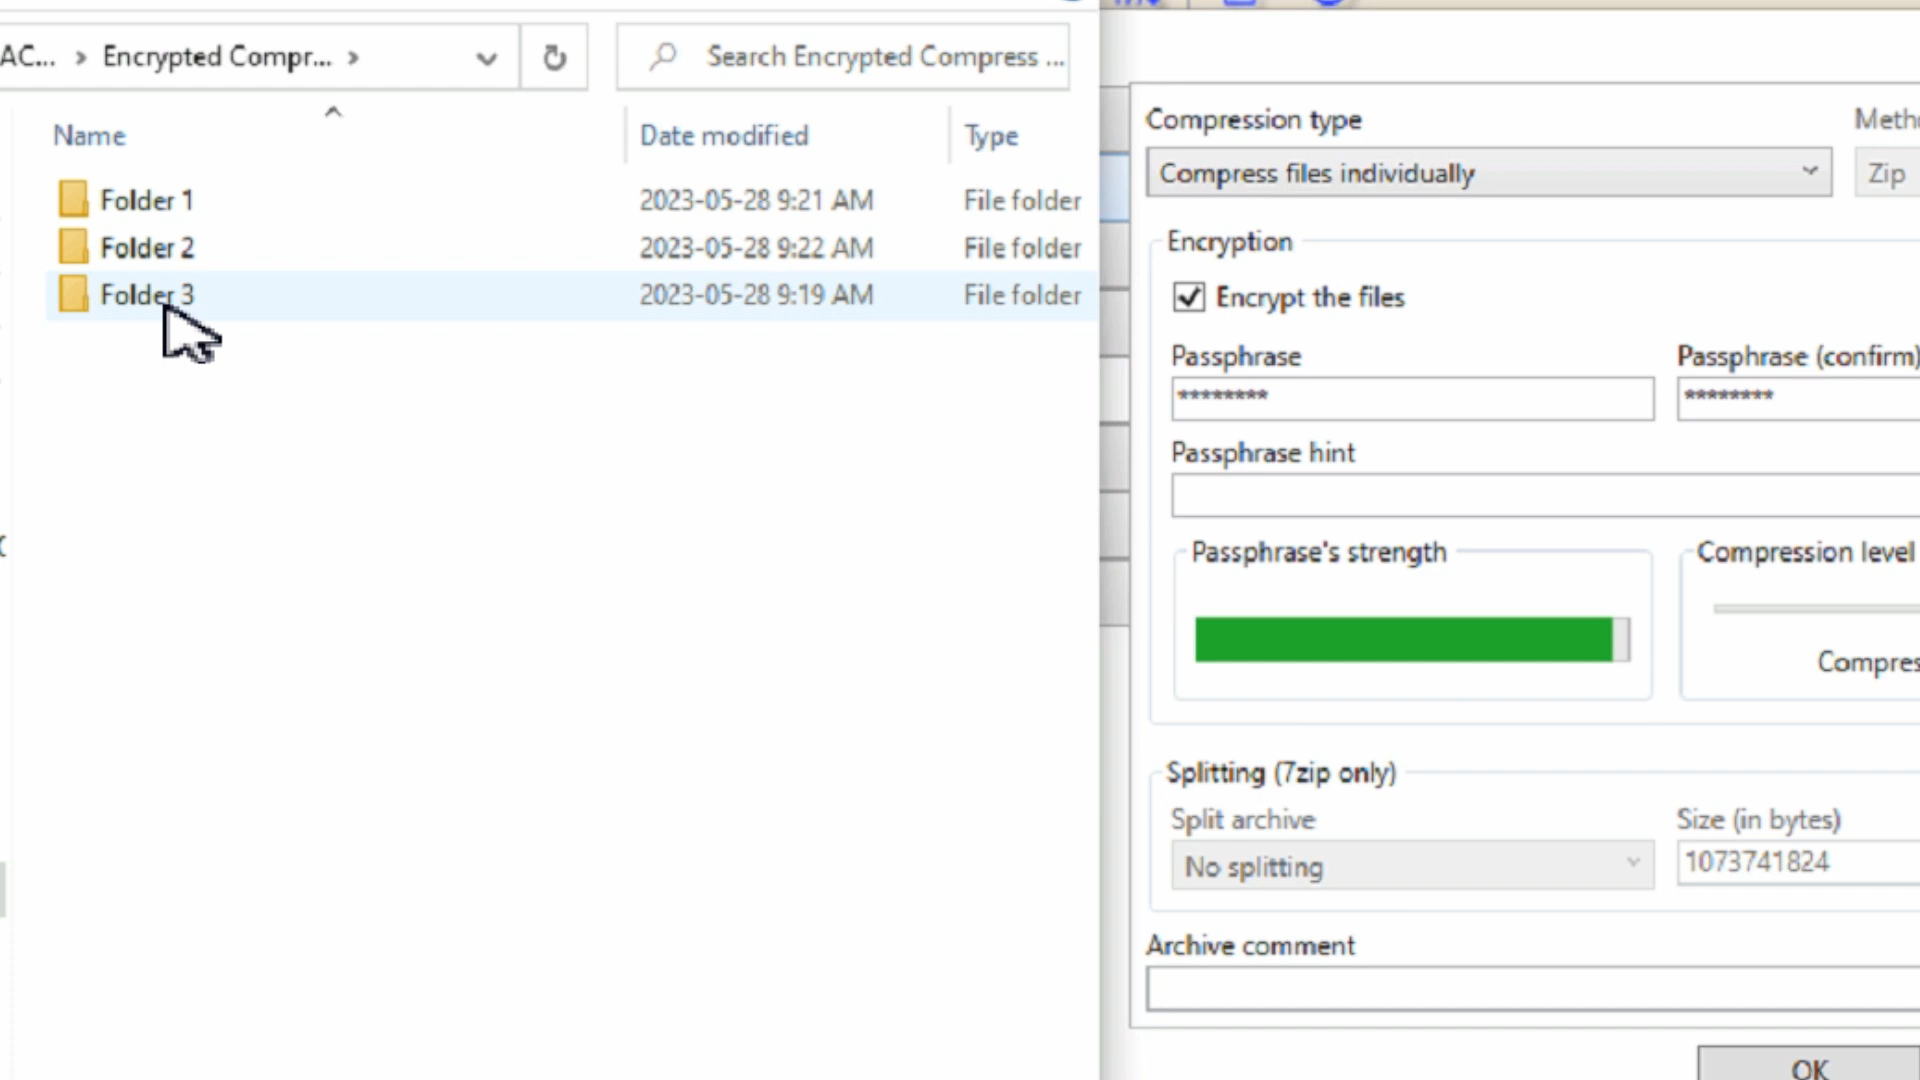 AC... > Encrypted Compr... >
Search Encrypted Compress ...
Name Date modified Type
Folder 1 2023-05-28 9:21 AM File folder
Folder 2 2023-05-28 9:22 AM File folder
Folder 3 2023-05-28 9:19 AM File folder
Compression type Metho
Compress files individually Zip
Encryption
Encrypt the files
Passphrase Passphrase (confirm)
******** ********
Passphrase hint
Passphrase's strength Compression level
Compres
Splitting (7zip only)
Split archive Size (in bytes)
No splitting 1073741824
Archive comment
OK